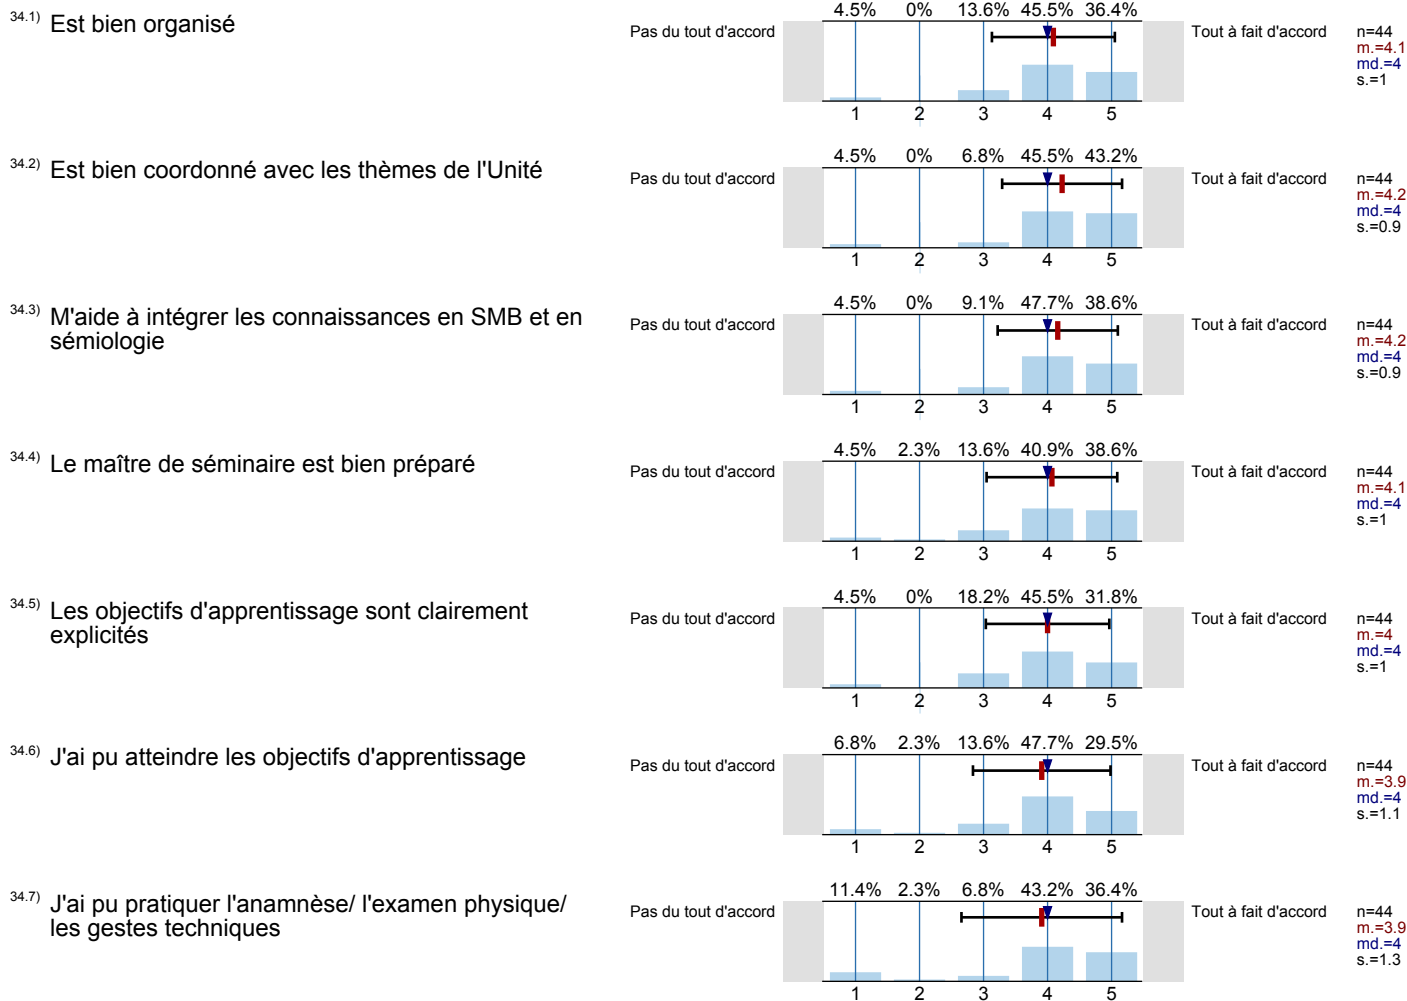 34.1) Est bien organisé
Pas du tout d'accord
4.5% 0% 13.6% 45.5% 36.4%
1 2 3 4 5
Tout à fait d'accord
n=44
m.=4.1
md.=4
s.=1
34.2) Est bien coordonné avec les thèmes de l'Unité
Pas du tout d'accord
4.5% 0% 6.8% 45.5% 43.2%
1 2 3 4 5
Tout à fait d'accord
n=44
m.=4.2
md.=4
s.=0.9
34.3) M'aide à intégrer les connaissances en SMB et en
sémiologie
Pas du tout d'accord
4.5% 0% 9.1% 47.7% 38.6%
1 2 3 4 5
Tout à fait d'accord
n=44
m.=4.2
md.=4
s.=0.9
34.4) Le maître de séminaire est bien préparé
Pas du tout d'accord
4.5% 2.3% 13.6% 40.9% 38.6%
1 2 3 4 5
Tout à fait d'accord
n=44
m.=4.1
md.=4
s.=1
34.5) Les objectifs d'apprentissage sont clairement
explicités
Pas du tout d'accord
4.5% 0% 18.2% 45.5% 31.8%
1 2 3 4 5
Tout à fait d'accord
n=44
m.=4
md.=4
s.=1
34.6) J'ai pu atteindre les objectifs d'apprentissage
Pas du tout d'accord
6.8% 2.3% 13.6% 47.7% 29.5%
1 2 3 4 5
Tout à fait d'accord
n=44
m.=3.9
md.=4
s.=1.1
34.7) J'ai pu pratiquer l'anamnèse/ l'examen physique/
les gestes techniques
Pas du tout d'accord
11.4% 2.3% 6.8% 43.2% 36.4%
1 2 3 4 5
Tout à fait d'accord
n=44
m.=3.9
md.=4
s.=1.3